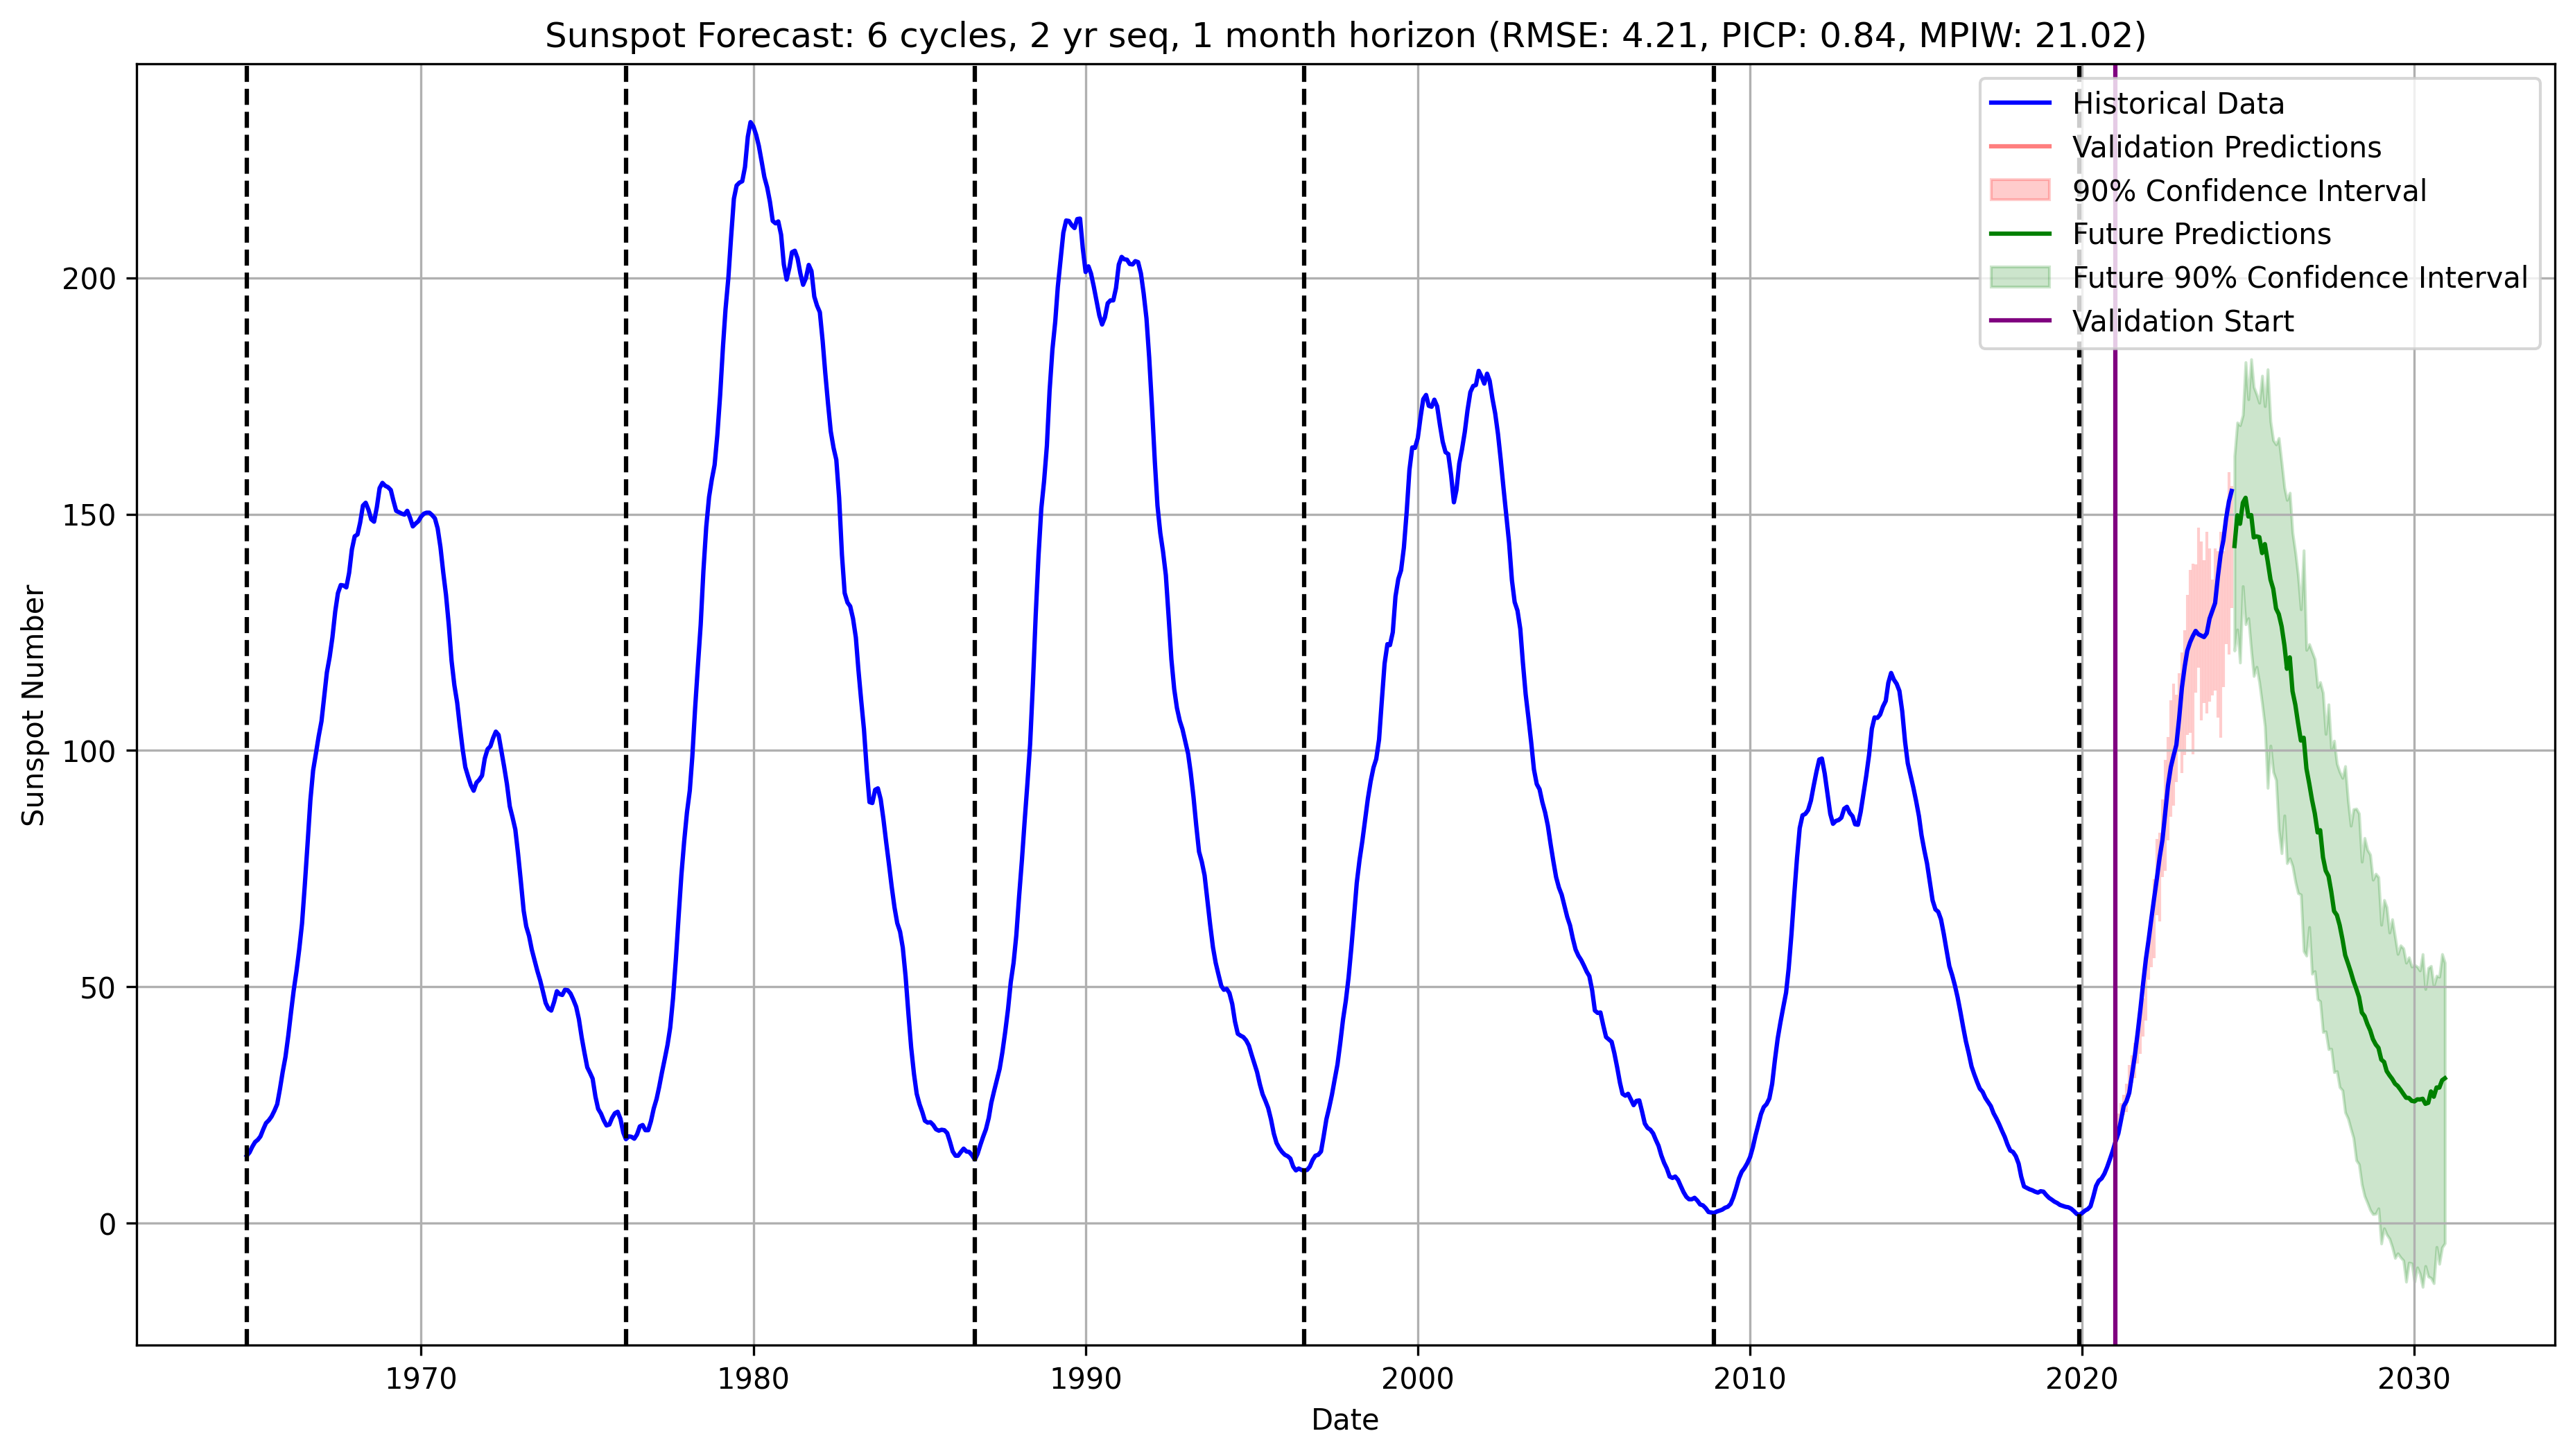 Sunspot Forecast: 6 cycles, 2 yr seq, 1 month horizon (RMSE: 4.21, PICP: 0.84, MPIW: 21.02)
Historical Data
Validation Predictions
90% Confidence Interval
Future Predictions
Future 90% Confidence Interval
Validation Start
Sunspot Number
200
150
100
50
0
1970 1980 1990 2000 2010 2020 2030
Date